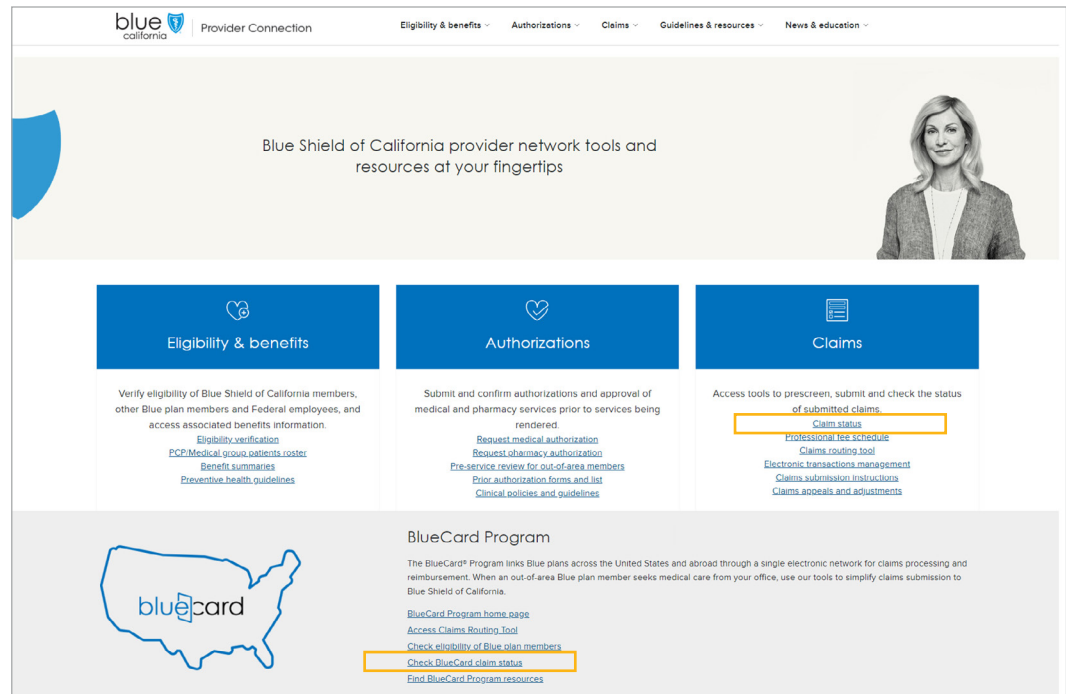 blue
california
Provider Connection
Eligibility & benefits
Authorizations
Claims
Guidelines & resources
News & education
Blue Shield of California provider network tools and
resources at your fingertips
Eligibility & benefits
Verify eligibility of Blue Shield of California members,
other Blue plan members and Federal employees, and
access associated benefits information.
Eligibility verification
PCP/Medical group patients roster
Benefit summaries
Preventive health guidelines
Authorizations
Submit and confirm authorizations and approval of
medical and pharmacy services prior to services being
rendered.
Request medical authorization
Request pharmacy authorization
Pre-service review for out-of-area members
Prior authorization forms and list
Clinical policies and guidelines
Claims
Access tools to prescreen, submit and check the status
of submitted claims.
Claim status
Professional fee schedule
Claims routing tool
Electronic transactions management
Claims submission instructions
Claims appeals and adjustments
bluecard
BlueCard Program
The BlueCard® Program links Blue plans across the United States and abroad through a single electronic network for claims processing and
reimbursement. When an out-of-area Blue plan member seeks medical care from your office, use our tools to simplify claims submission to
Blue Shield of California.
BlueCard Program home page
Access Claims Routing Tool
Check eligibility of Blue plan members
Check BlueCard claim status
Find BlueCard Program resources